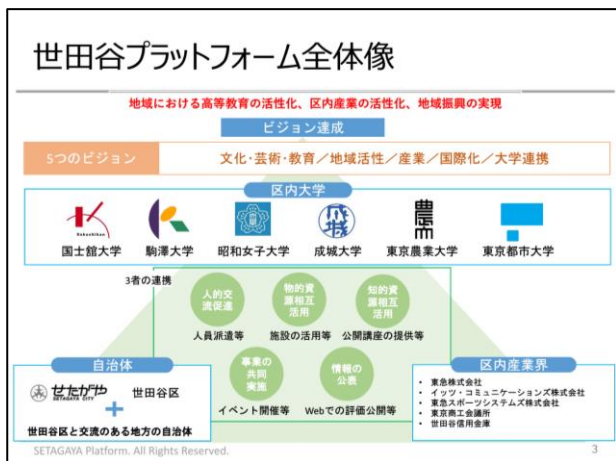 世田谷プラットフォーム全体像
地域における高等教育の活性化、区内産業の活性化、地域振興の実現
ビジョン達成
5つのビジョン
文化・芸術・教育／地域活性／産業／国際化／大学連携
区内大学
Kokushikan
成城
農大
国士舘大学
駒澤大学
昭和女子大学
成城大学
東京農業大学
東京都市大学
3者の連携
人的交
流促進
物的資
源相互
活用
知的資
源相互
活用
人員派遣等
施設の活用等
公開講座の提供等
事業の
共同
実施
情報の
公表
イベント開催等
Webでの評価公開等
自治体
せたがや
SETAGAYA CITY
世田谷区
+
世田谷区と交流のある地方の自治体
区内産業界
• 東急株式会社
• イッツ・コミュニケーションズ株式会社
• 東急スポーツシステムズ株式会社
• 東京商工会議所
• 世田谷信用金庫
SETAGAYA Platform. All Rights Reserved.
3